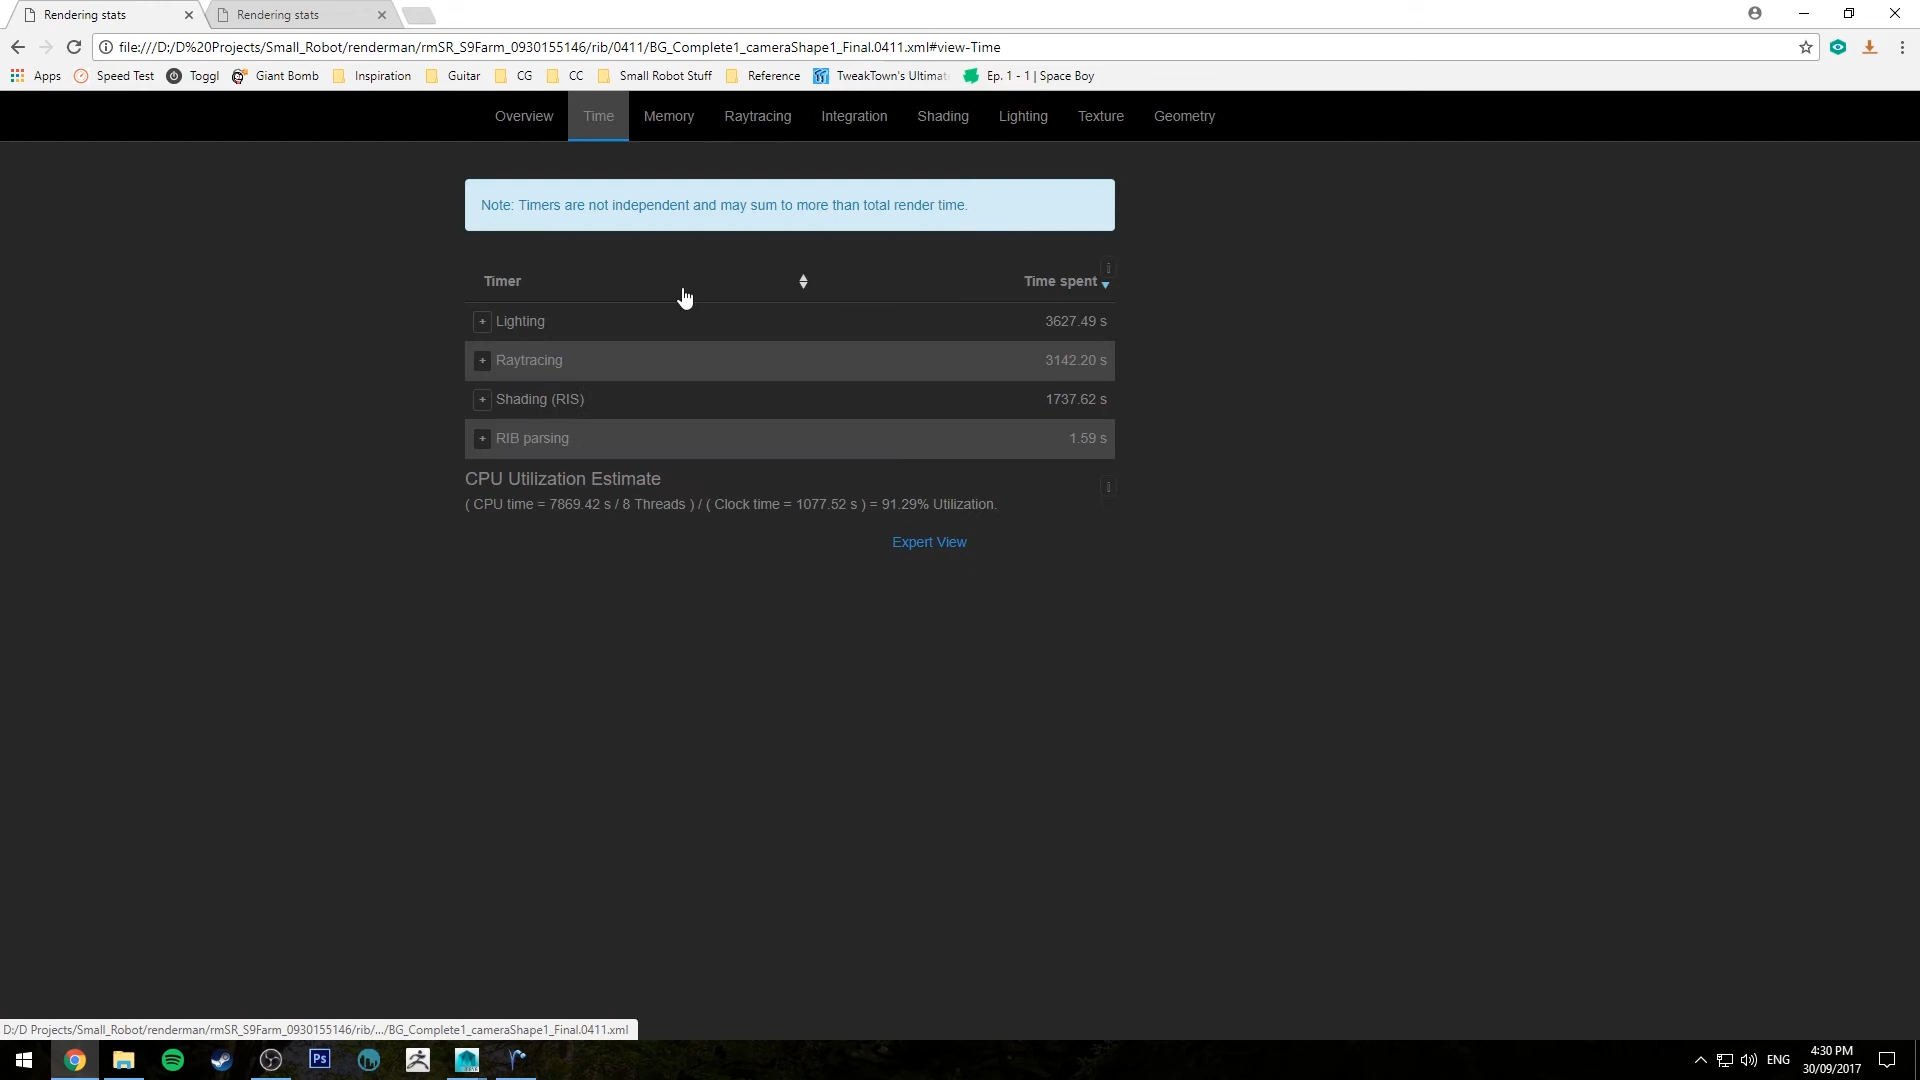 Rendering stats
Rendering stats
file:///D:/D%20Projects/Small_Robot/renderman/rmSR_S9Farm_0930155146/rib/0411/BG_Complete1_cameraShape1_Final.0411.xml#view-Time
Apps Speed Test Toggl Giant Bomb Inspiration Guitar CG CC Small Robot Stuff Reference TweakTown's Ultimat Ep. 1 - 1 | Space Boy
Overview Time Memory Raytracing Integration Shading Lighting Texture Geometry
Note: Timers are not independent and may sum to more than total render time.
Timer Time spent
+ Lighting 3627.49 s
+ Raytracing 3142.20 s
+ Shading (RIS) 1737.62 s
+ RIB parsing 1.59 s
CPU Utilization Estimate
( CPU time = 7869.42 s / 8 Threads ) / ( Clock time = 1077.52 s ) = 91.29% Utilization.
Expert View
D:/D Projects/Small_Robot/renderman/rmSR_S9Farm_0930155146/rib/.../BG_Complete1_cameraShape1_Final.0411.xml
Ps
ENG
4:30 PM
30/09/2017